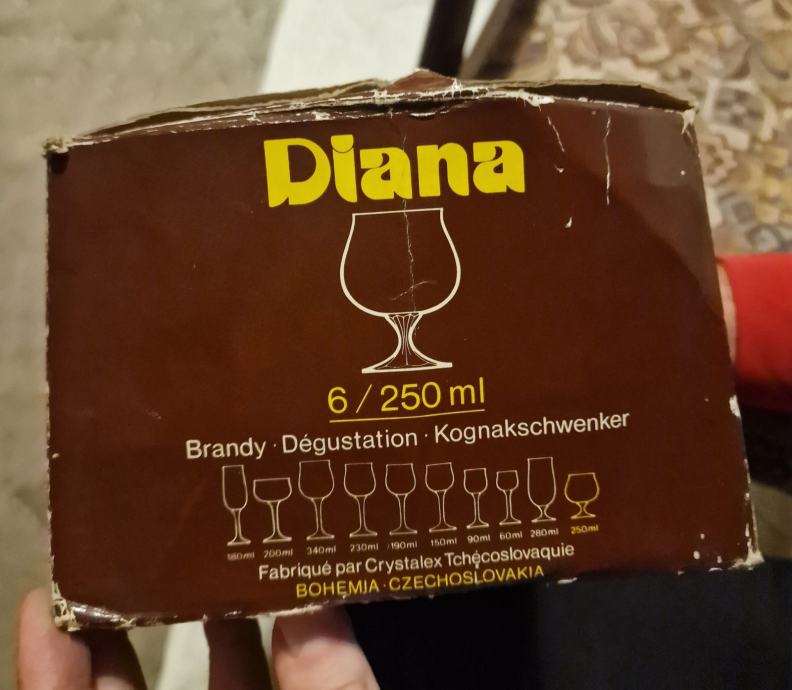 Diana
6 / 250 ml
Brandy · Dégustation · Kognakschwenker
180ml 200ml 340ml 230ml 190ml 150ml 90ml 60ml 280ml 250ml
Fabriqué par Crystalex Tchécoslovaquie
BOHEMIA · CZECHOSLOVAKIA